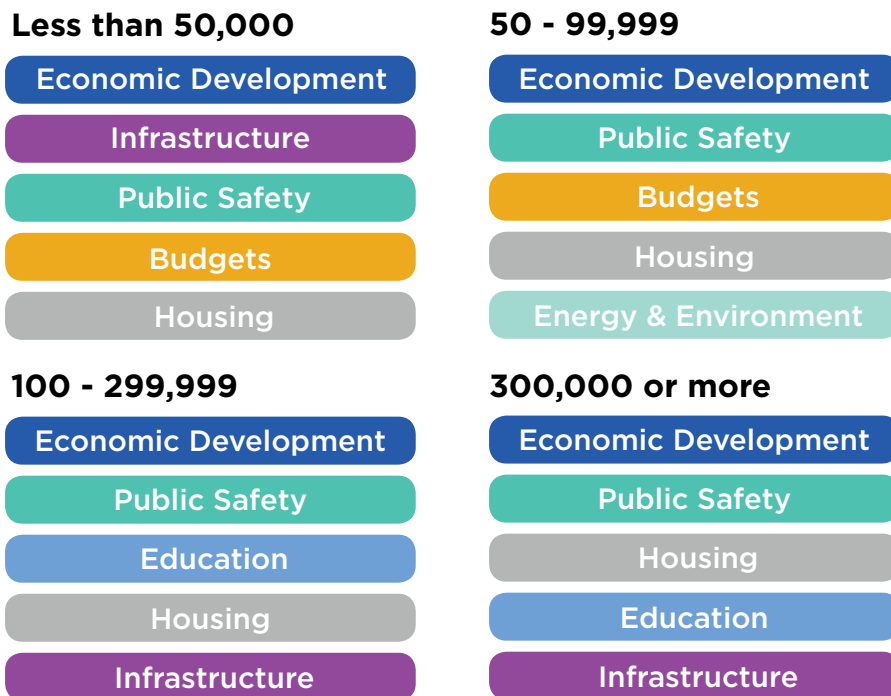 Less than 50,000
Economic Development
Infrastructure
Public Safety
Budgets
Housing
50 - 99,999
Economic Development
Public Safety
Budgets
Housing
Energy & Environment
100 - 299,999
Economic Development
Public Safety
Education
Housing
Infrastructure
300,000 or more
Economic Development
Public Safety
Housing
Education
Infrastructure